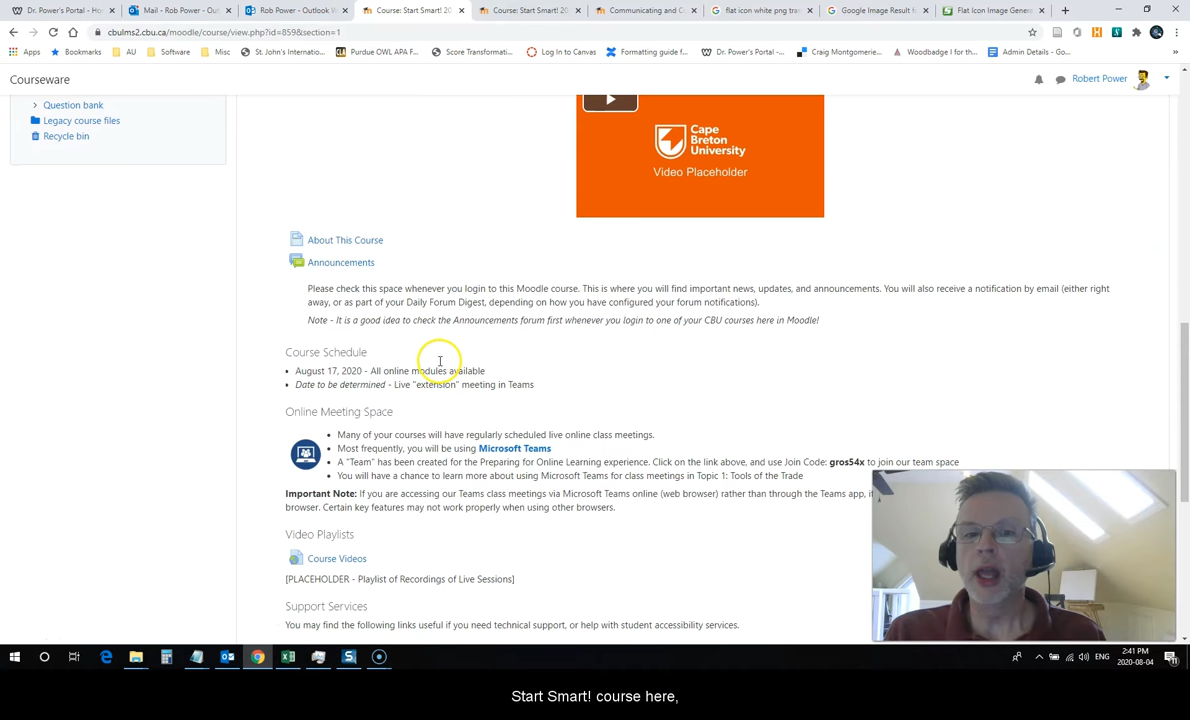 Dr. Power's Portal - Ho
Mail - Rob Power - Out
Rob Power - Outlook W
Course: Start Smart! 20
Course: Start Smart! 20
Communicating and C
flat icon white png tran
Google Image Result fo
Flat Icon Image Genera
cbulms2.cbu.ca/moodle/course/view.php?id=859&section=1
Apps
Bookmarks
AU
Software
Misc
St. John's Internatio...
Purdue OWL APA F...
Score Transformati...
Log In to Canvas
Formatting guide f...
Dr. Power's Portal -...
Craig Montgomerie...
Woodbadge I for th...
Admin Details - Go...
Courseware
Robert Power
Question bank
Legacy course files
Recycle bin
Cape
Breton
University
Video Placeholder
About This Course
Announcements
Please check this space whenever you login to this Moodle course. This is where you will find important news, updates, and announcements. You will also receive a notification by email (either right
away, or as part of your Daily Forum Digest, depending on how you have configured your forum notifications).
Note - It is a good idea to check the Announcements forum first whenever you login to one of your CBU courses here in Moodle!
Course Schedule
August 17, 2020 - All online modules available
Date to be determined - Live "extension" meeting in Teams
Online Meeting Space
Many of your courses will have regularly scheduled live online class meetings.
Most frequently, you will be using Microsoft Teams
A "Team" has been created for the Preparing for Online Learning experience. Click on the link above, and use Join Code: gros54x to join our team space
You will have a chance to learn more about using Microsoft Teams for class meetings in Topic 1: Tools of the Trade
Important Note: If you are accessing our Teams class meetings via Microsoft Teams online (web browser) rather than through the Teams app, i
browser. Certain key features may not work properly when using other browsers.
Video Playlists
Course Videos
[PLACEHOLDER - Playlist of Recordings of Live Sessions]
Support Services
You may find the following links useful if you need technical support, or help with student accessibility services.
ENG
2:41 PM
2020-08-04
Start Smart! course here,